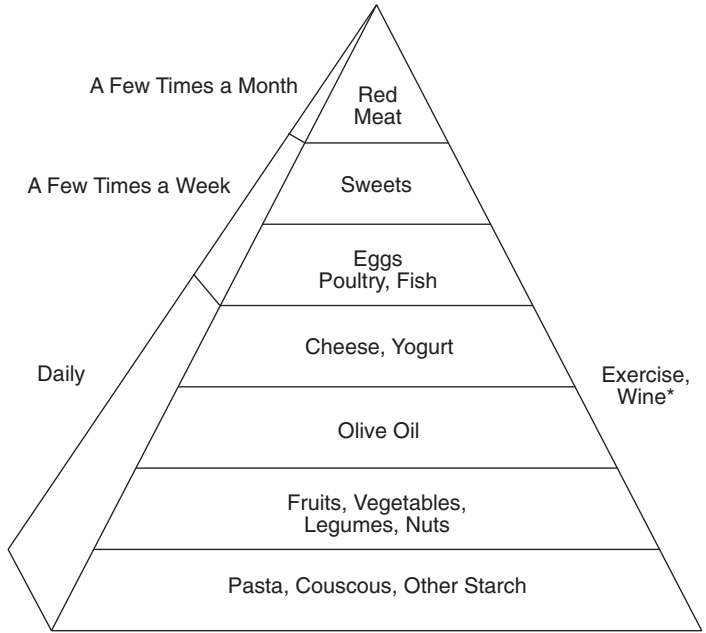 A Few Times a Month
Red
Meat
A Few Times a Week
Sweets
Eggs
Poultry, Fish
Cheese, Yogurt
Daily
Exercise,
Wine*
Olive Oil
Fruits, Vegetables,
Legumes, Nuts
Pasta, Couscous, Other Starch